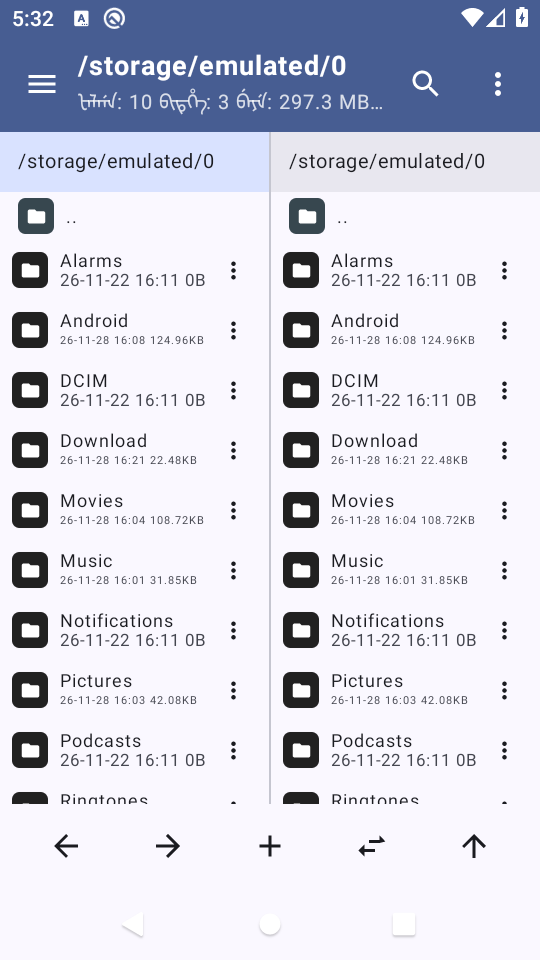 5:32
/storage/emulated/0
/storage/emulated/0
/storage/emulated/0
..
Alarms
26-11-22 16:11 0B
Android
26-11-28 16:08 124.96KB
DCIM
26-11-22 16:11 0B
Download
26-11-28 16:21 22.48KB
Movies
26-11-28 16:04 108.72KB
Music
26-11-28 16:01 31.85KB
Notifications
26-11-22 16:11 0B
Pictures
26-11-28 16:03 42.08KB
Podcasts
26-11-22 16:11 0B
Ringtones
..
Alarms
26-11-22 16:11 0B
Android
26-11-28 16:08 124.96KB
DCIM
26-11-22 16:11 0B
Download
26-11-28 16:21 22.48KB
Movies
26-11-28 16:04 108.72KB
Music
26-11-28 16:01 31.85KB
Notifications
26-11-22 16:11 0B
Pictures
26-11-28 16:03 42.08KB
Podcasts
26-11-22 16:11 0B
Ringtones